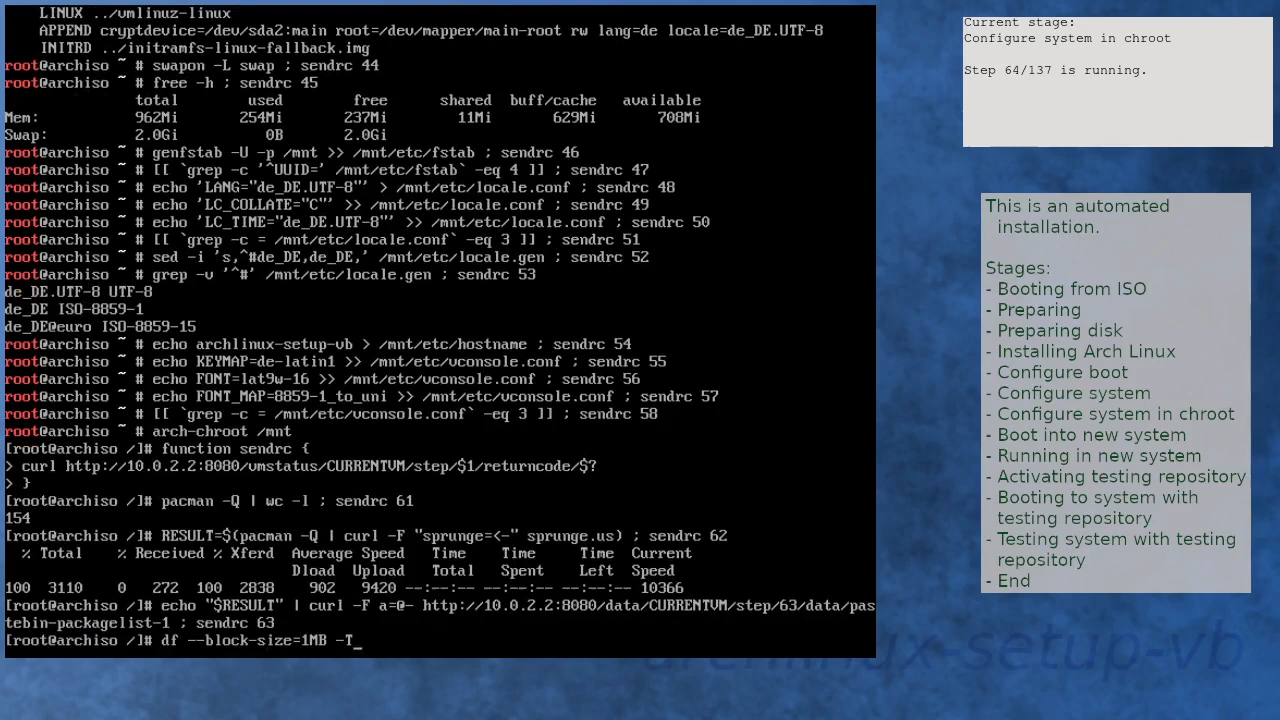 LINUX ../vmlinuz-linux
APPEND cryptdevice=/dev/sda2:main root=/dev/mapper/main-root rw lang=de locale=de_DE.UTF-8
INITRD ../initramfs-linux-fallback.img
root@archiso ~ # swapon -L swap ; sendrc 44
root@archiso ~ # free -h ; sendrc 45
total used free shared buff/cache available
Mem: 962Mi 254Mi 237Mi 11Mi 629Mi 708Mi
Swap: 2.0Gi 0B 2.0Gi
root@archiso ~ # genfstab -U -p /mnt >> /mnt/etc/fstab ; sendrc 46
root@archiso ~ # [[ `grep -c '^UUID=' /mnt/etc/fstab` -eq 4 ]] ; sendrc 47
root@archiso ~ # echo 'LANG="de_DE.UTF-8"' > /mnt/etc/locale.conf ; sendrc 48
root@archiso ~ # echo 'LC_COLLATE="C"' >> /mnt/etc/locale.conf ; sendrc 49
root@archiso ~ # echo 'LC_TIME="de_DE.UTF-8"' >> /mnt/etc/locale.conf ; sendrc 50
root@archiso ~ # [[ `grep -c = /mnt/etc/locale.conf` -eq 3 ]] ; sendrc 51
root@archiso ~ # sed -i 's,^#de_DE,de_DE,' /mnt/etc/locale.gen ; sendrc 52
root@archiso ~ # grep -v '^#' /mnt/etc/locale.gen ; sendrc 53
de_DE.UTF-8 UTF-8
de_DE ISO-8859-1
de_DE@euro ISO-8859-15
root@archiso ~ # echo archlinux-setup-vb > /mnt/etc/hostname ; sendrc 54
root@archiso ~ # echo KEYMAP=de-latin1 >> /mnt/etc/vconsole.conf ; sendrc 55
root@archiso ~ # echo FONT=lat9w-16 >> /mnt/etc/vconsole.conf ; sendrc 56
root@archiso ~ # echo FONT_MAP=8859-1_to_uni >> /mnt/etc/vconsole.conf ; sendrc 57
root@archiso ~ # [[ `grep -c = /mnt/etc/vconsole.conf` -eq 3 ]] ; sendrc 58
root@archiso ~ # arch-chroot /mnt
[root@archiso /]# function sendrc {
> curl http://10.0.2.2:8080/vmstatus/CURRENTVM/step/$1/returncode/$?
> }
[root@archiso /]# pacman -Q | wc -l ; sendrc 61
154
[root@archiso /]# RESULT=$(pacman -Q | curl -F "sprunge=<-" sprunge.us) ; sendrc 62
% Total % Received % Xferd Average Speed Time Time Time Current
Dload Upload Total Spent Left Speed
100 3110 0 272 100 2838 902 9420 --:--:-- --:--:-- --:--:-- 10366
[root@archiso /]# echo "$RESULT" | curl -F a=@- http://10.0.2.2:8080/data/CURRENTVM/step/63/data/pas
tebin-packagelist-1 ; sendrc 63
[root@archiso /]# df --block-size=1MB -T_
Current stage:
Configure system in chroot
Step 64/137 is running.
This is an automated
installation.
Stages:
- Booting from ISO
- Preparing
- Preparing disk
- Installing Arch Linux
- Configure boot
- Configure system
- Configure system in chroot
- Boot into new system
- Running in new system
- Activating testing repository
- Booting to system with
testing repository
- Testing system with testing
repository
- End
archlinux-setup-vb